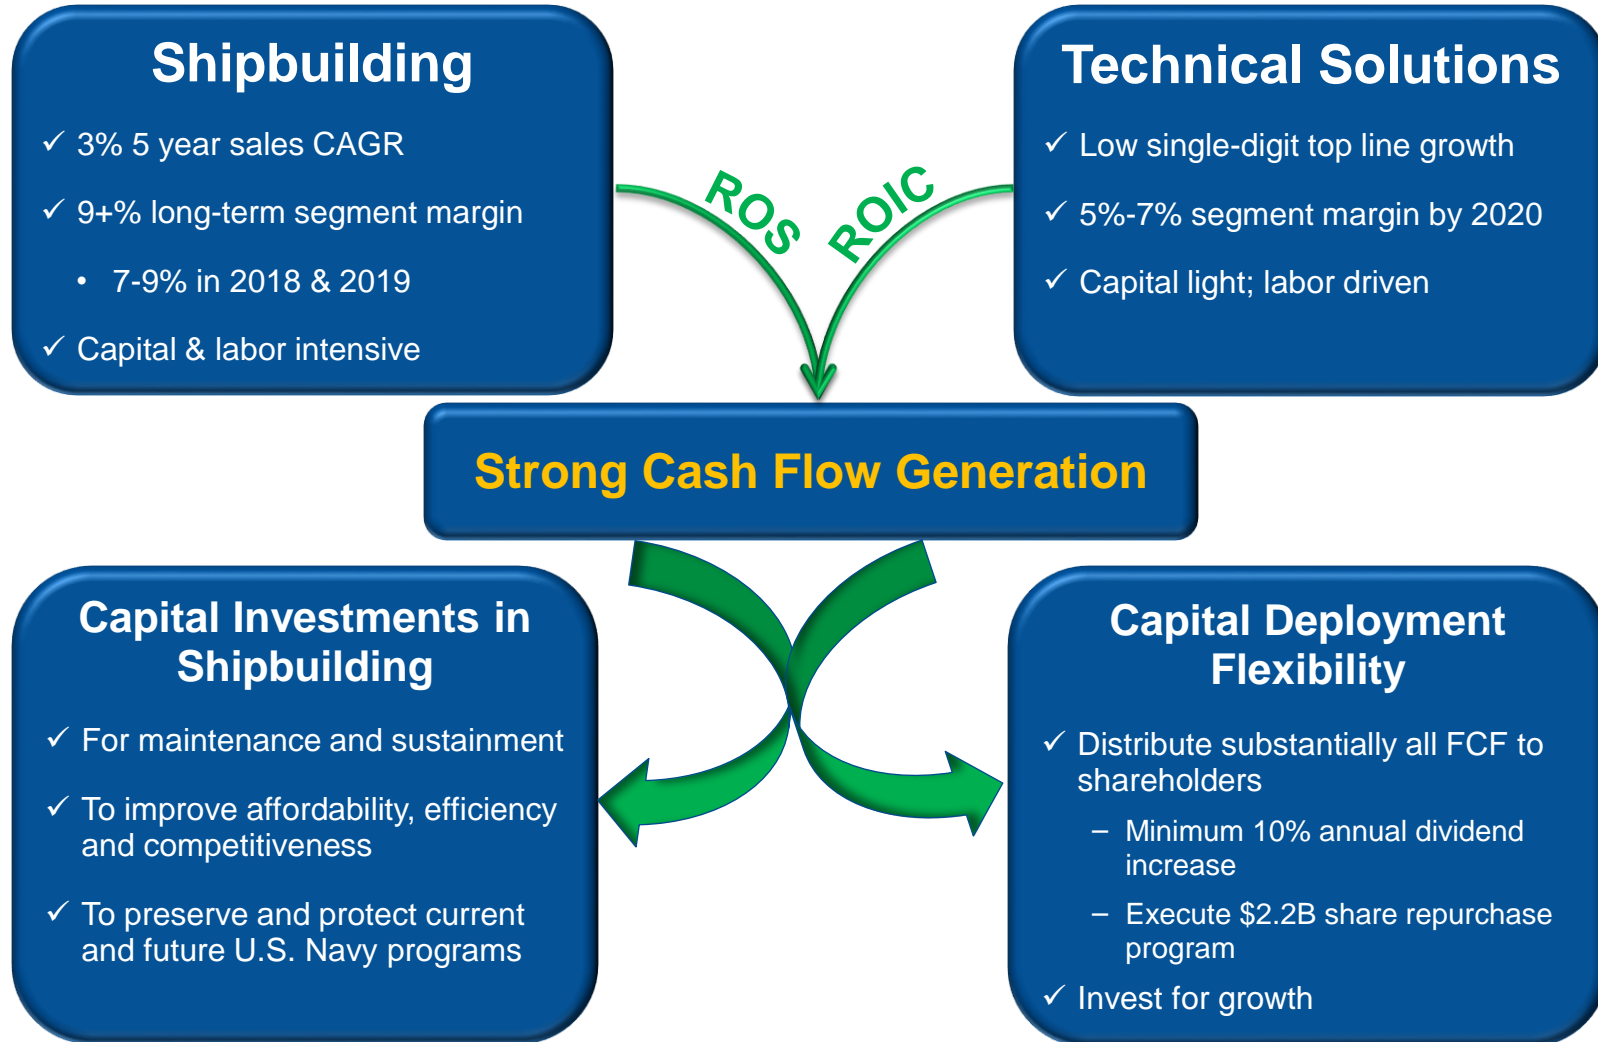 Shipbuilding
✓ 3% 5 year sales CAGR
✓ 9+% long-term segment margin
• 7-9% in 2018 & 2019
✓ Capital & labor intensive
ROS
ROIC
Technical Solutions
✓ Low single-digit top line growth
✓ 5%-7% segment margin by 2020
✓ Capital light; labor driven
Strong Cash Flow Generation
Capital Investments in
Shipbuilding
✓ For maintenance and sustainment
✓ To improve affordability, efficiency
and competitiveness
✓ To preserve and protect current
and future U.S. Navy programs
Capital Deployment
Flexibility
✓ Distribute substantially all FCF to
shareholders
– Minimum 10% annual dividend
increase
– Execute $2.2B share repurchase
program
✓ Invest for growth